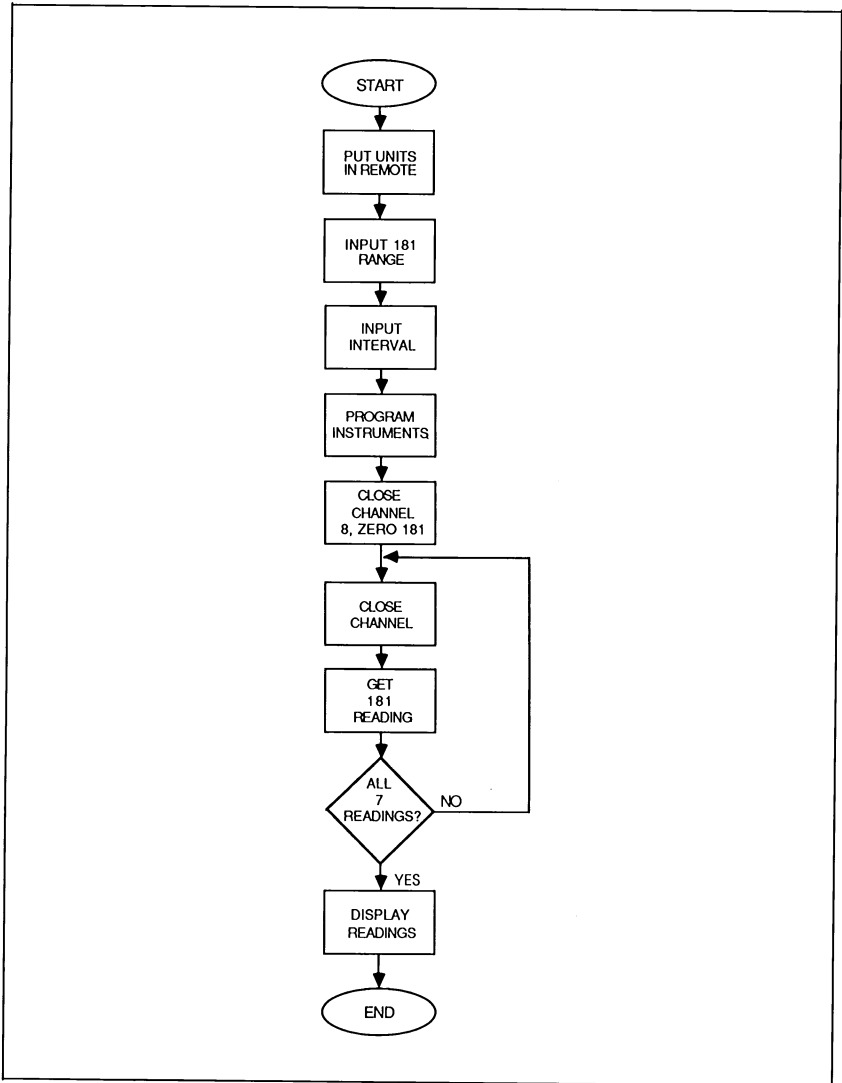 START
PUT UNITS
IN REMOTE
INPUT 181
RANGE
INPUT
INTERVAL
PROGRAM
INSTRUMENTS
CLOSE
CHANNEL
8, ZERO 181
CLOSE
CHANNEL
GET
181
READING
ALL
7
READINGS?
NO
YES
DISPLAY
READINGS
END